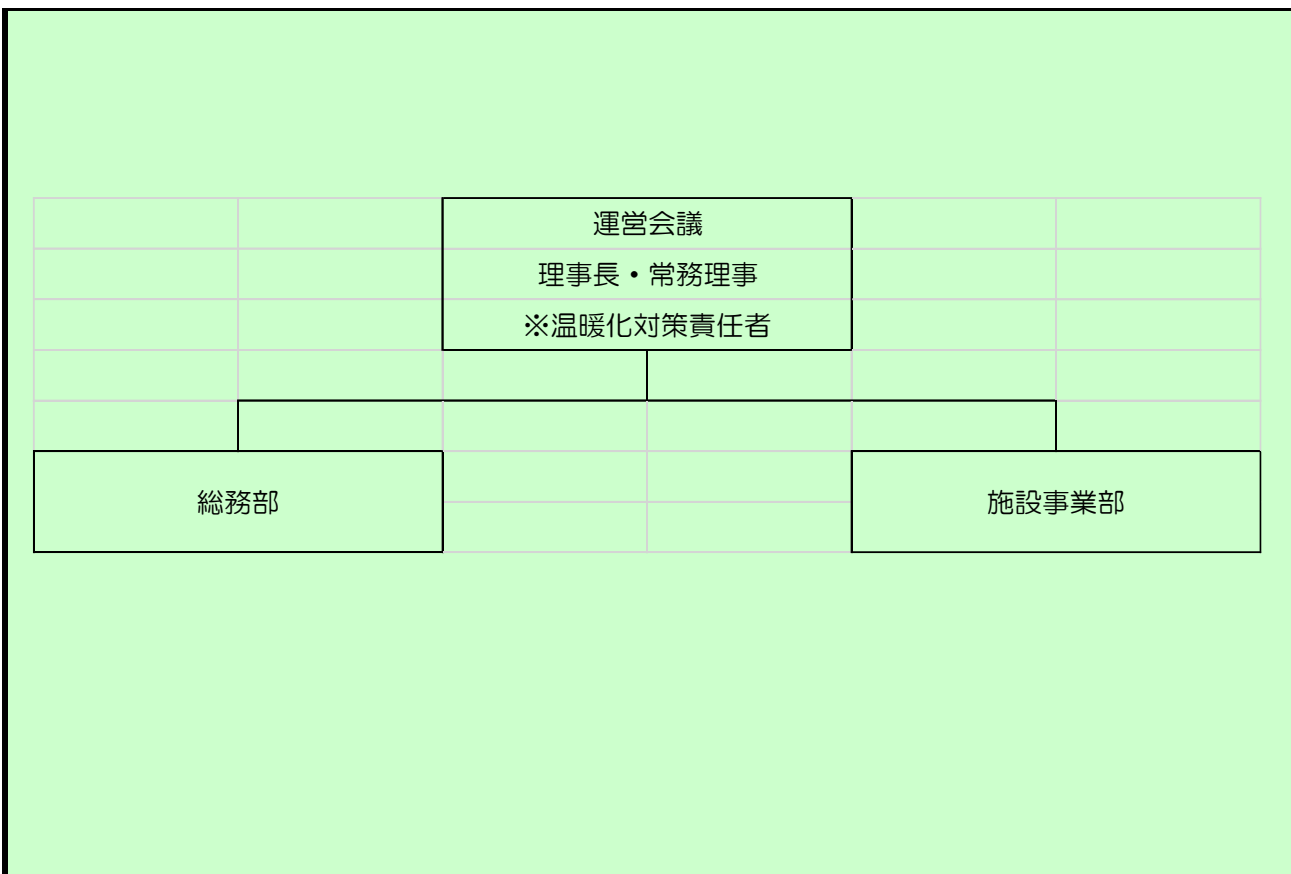 運営会議
理事長・常務理事
※温暖化対策責任者
総務部
施設事業部